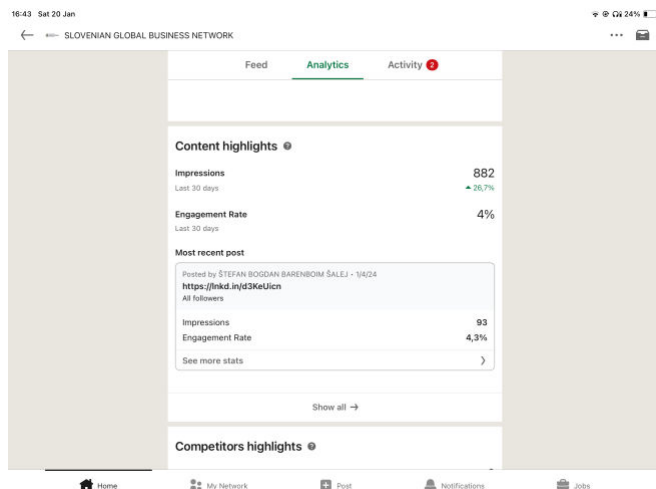 16:43 Sat 20 Jan
24%
SLOVENIAN GLOBAL BUSINESS NETWORK
Feed Analytics Activity 2
Content highlights
Impressions 882
Last 30 days 26,7%
Engagement Rate 4%
Last 30 days
Most recent post
Posted by ŠTEFAN BOGDAN BARENBOIM ŠALEJ • 1/4/24
https://lnkd.in/d3KeUicn
All followers
Impressions 93
Engagement Rate 4,3%
See more stats
Show all →
Competitors highlights
Home My Network Post Notifications Jobs